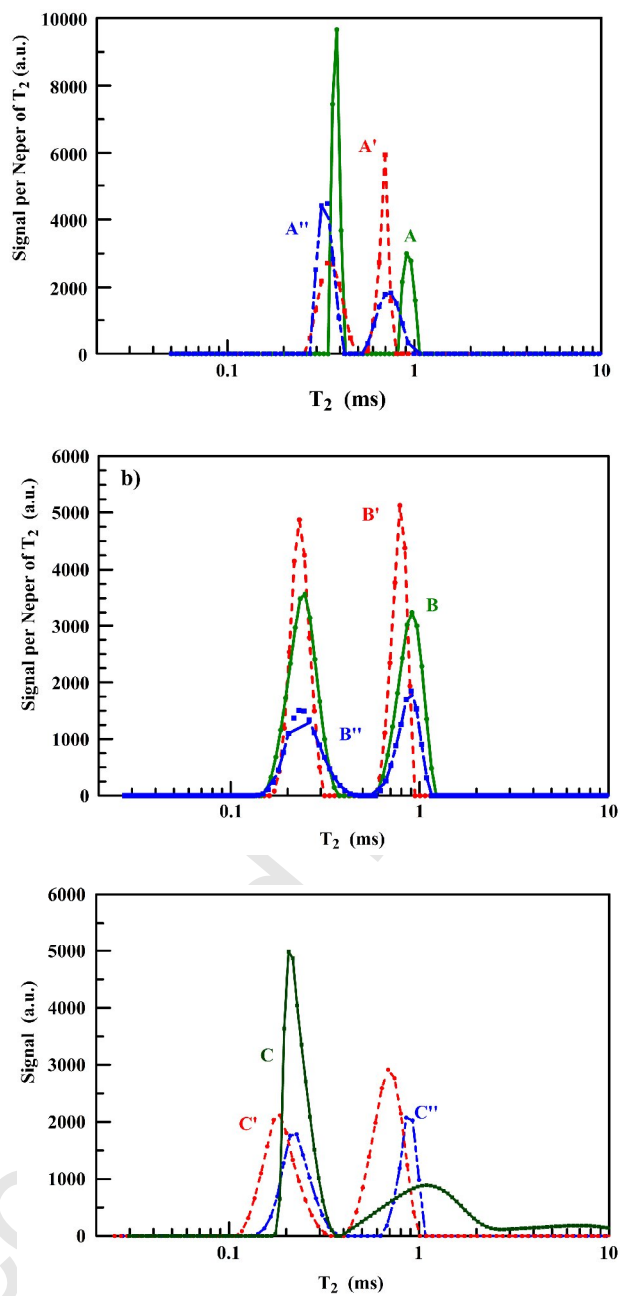 10000
8000
6000
4000
2000
0
Signal per Neper of T2 (a.u.)
A'
A''
A
0.1 1 10
T2 (ms)
b)
6000
5000
4000
3000
2000
1000
0
Signal per Neper of T2 (a.u.)
B'
B
B''
0.1 1 10
T2 (ms)
6000
5000
4000
3000
2000
1000
0
Signal (a.u.)
C
C'
C''
0.1 1 10
T2 (ms)